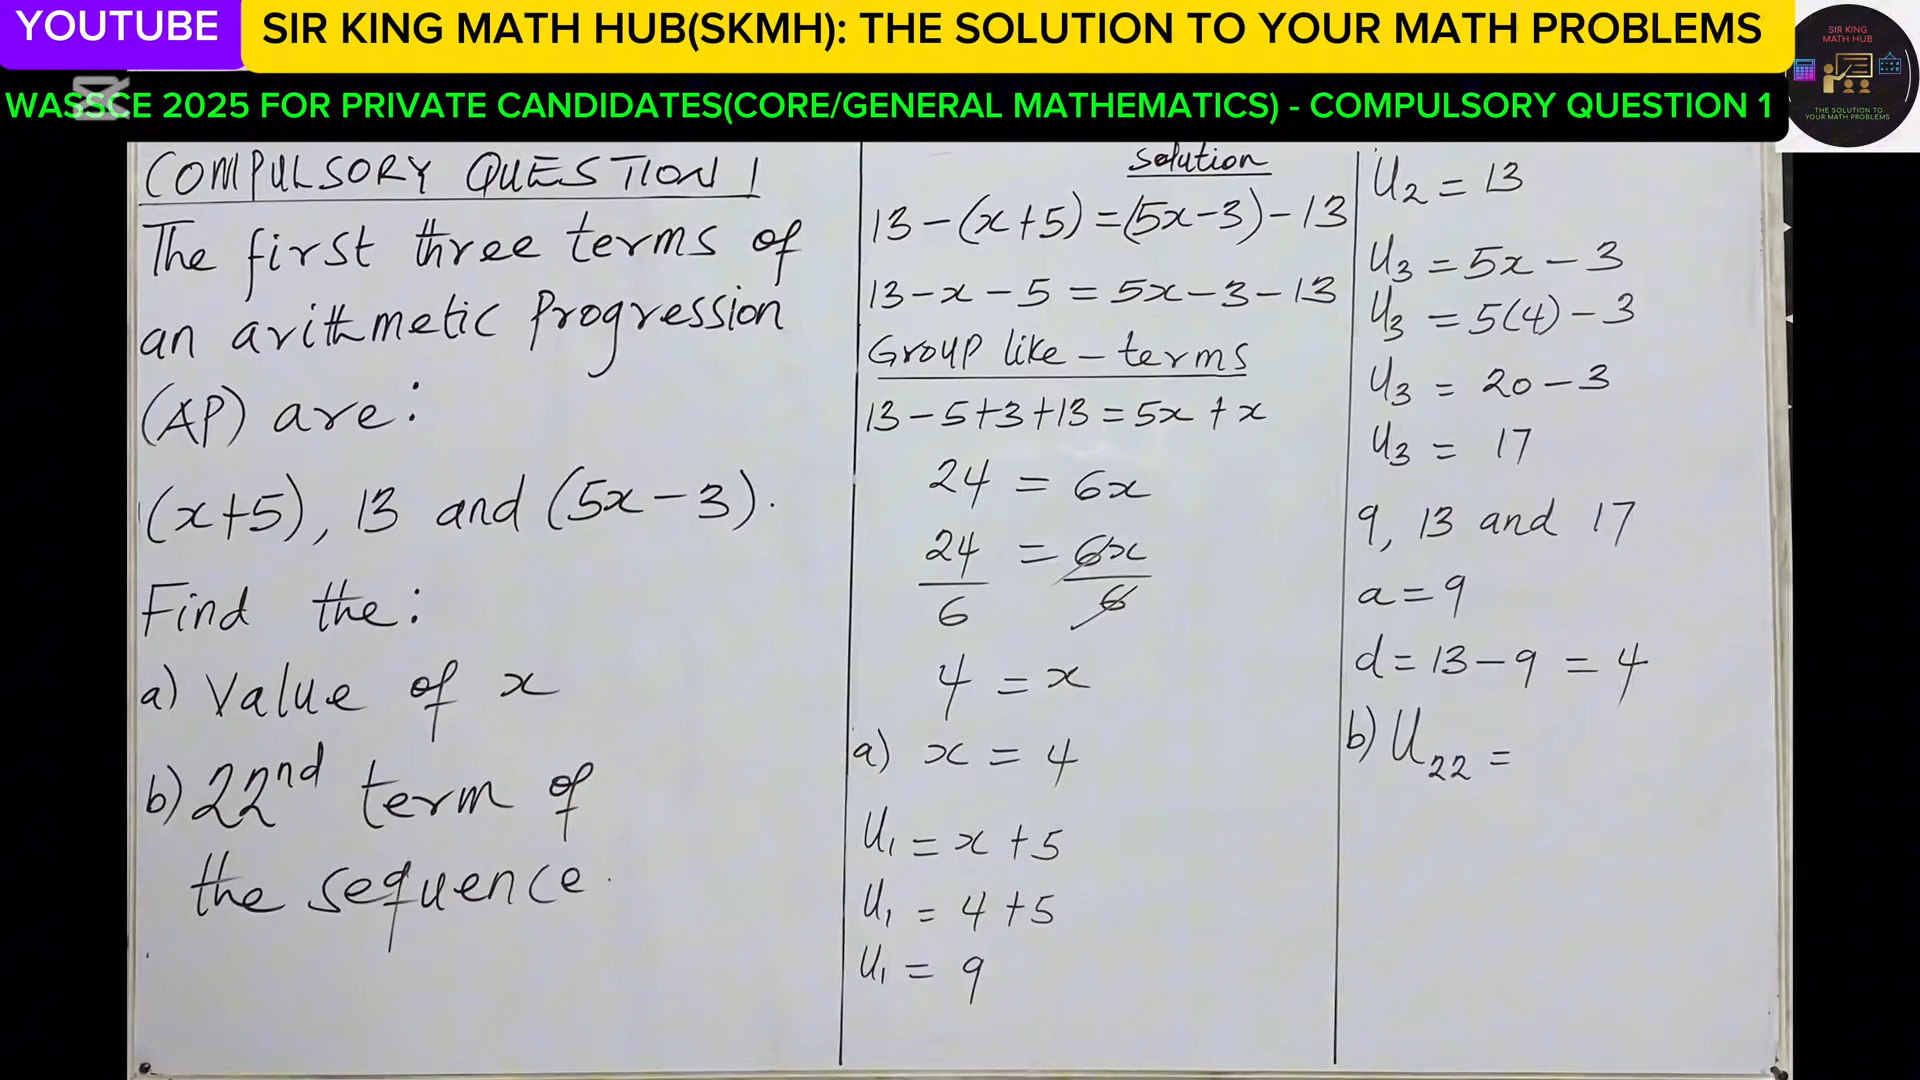 YOUTUBE
SIR KING MATH HUB(SKMH): THE SOLUTION TO YOUR MATH PROBLEMS
WASSCE 2025 FOR PRIVATE CANDIDATES(CORE/GENERAL MATHEMATICS) - COMPULSORY QUESTION 1
SIR KING
MATH HUB
THE SOLUTION TO
YOUR MATH PROBLEMS
COMPULSORY QUESTION 1
The first three terms of
an arithmetic Progression
(AP) are:
(x+5), 13 and (5x-3).
Find the:
a) Value of x
b) 22nd term of
the sequence.
Solution
13-(x+5)=(5x-3)-13
13-x-5=5x-3-13
Group like-terms
13-5+3+13=5x+x
24 = 6x
24/6 = 6x/6
4 = x
a) x = 4
U₁ = x+5
U₁ = 4+5
U₁ = 9
U₂ = 13
U₃ = 5x-3
U₃ = 5(4)-3
U₃ = 20-3
U₃ = 17
9, 13 and 17
a = 9
d = 13-9 = 4
b) U₂₂ =